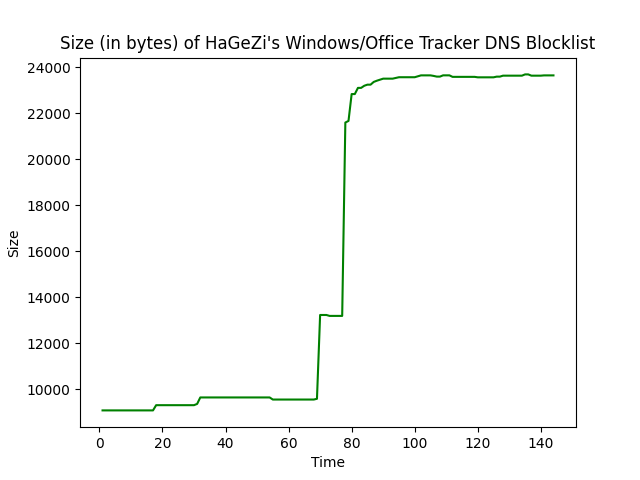 Size (in bytes) of HaGeZi's Windows/Office Tracker DNS Blocklist
24000
22000
20000
18000
16000
14000
12000
10000
Size
0 20 40 60 80 100 120 140
Time